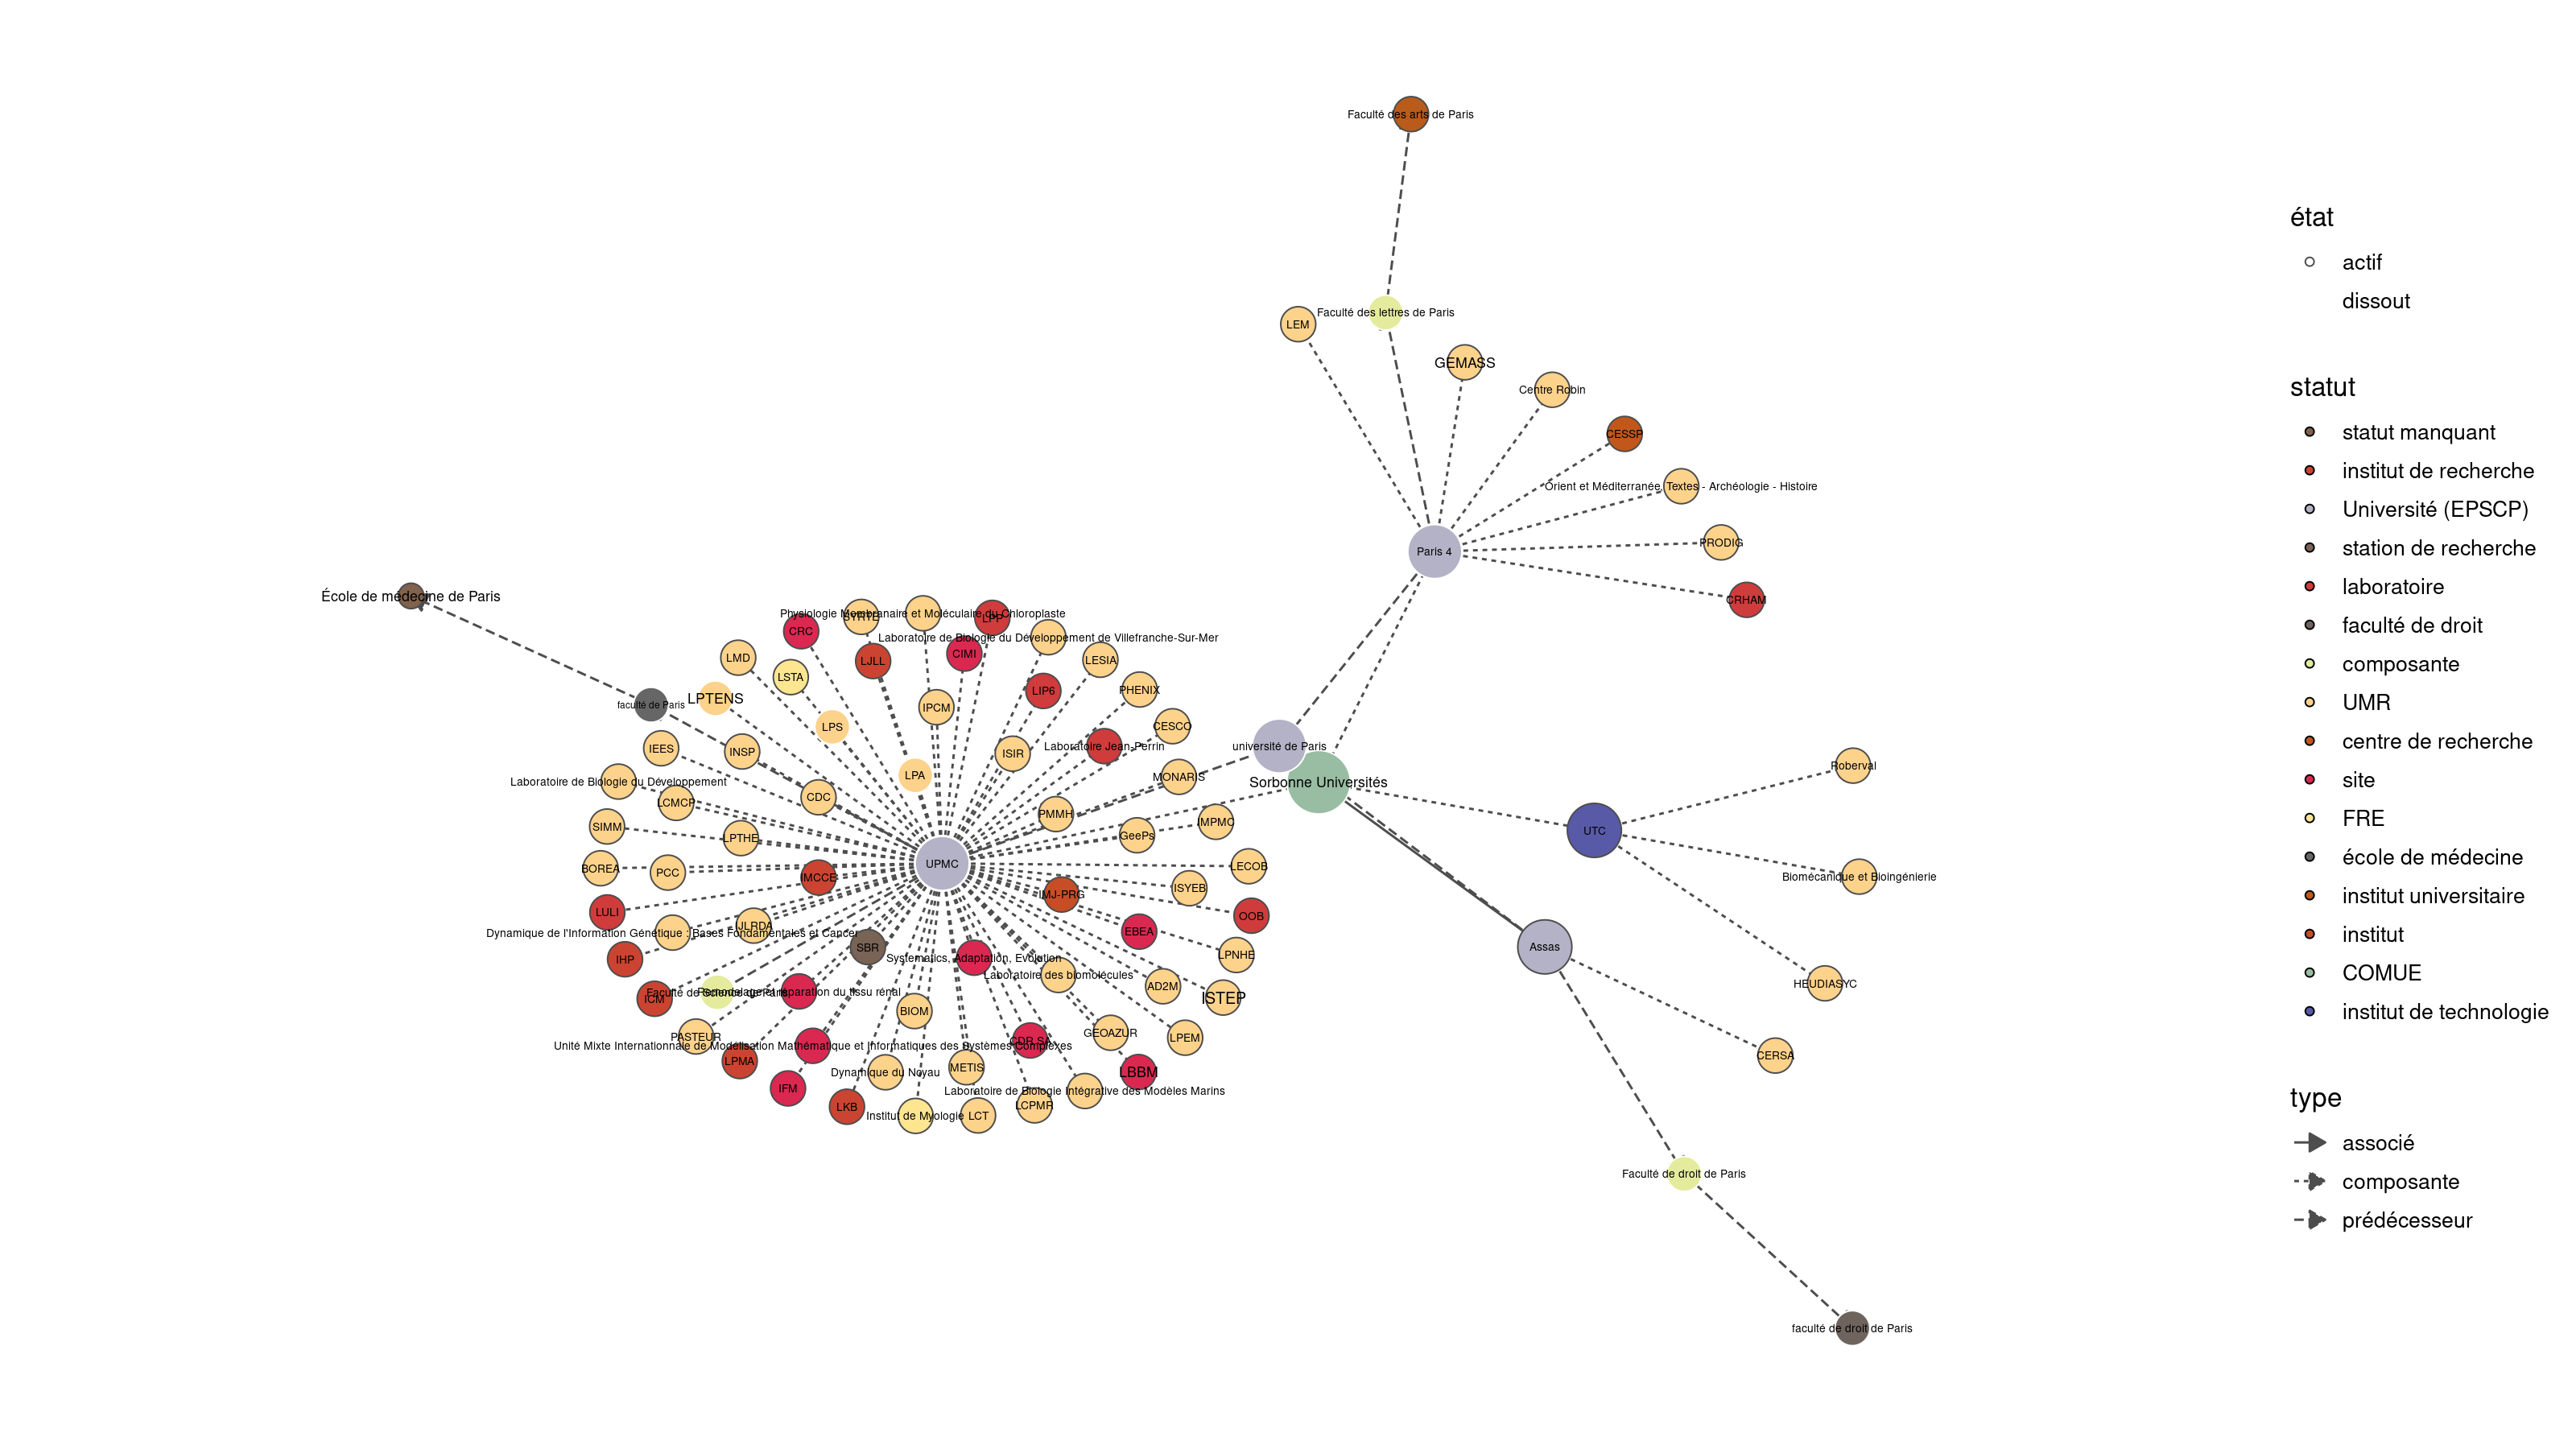 Faculté des arts de Paris
Faculté des lettres de Paris
LEM
GEMASS
Centre Robin
CESSP
Orient et Méditerranée, Textes - Archéologie - Histoire
PRODIG
Paris 4
CRHAM
École de médecine de Paris
Physiologie Membranaire et Moléculaire du Chloroplaste
SYRTE
LPP
CRC
Laboratoire de Biologie du Développement de Villefranche-Sur-Mer
CIMI
LMD
LJLL
LESIA
LSTA
LIP6
PHENIX
LPTENS
faculté de Paris
IPCM
LPS
CESCO
IEES
INSP
ISIR
Laboratoire Jean-Perrin
université de Paris
LPA
MONARIS
Laboratoire de Biologie du Développement
Sorbonne Universités
Roberval
CDC
LCMCP
PMMH
IMPMC
SIMM
LPTHE
GeePs
UTC
UPMC
LECOB
BOREA
PCC
IMCCE
Biomécanique et Bioingénierie
ISYEB
IMJ-PRG
LULI
OOB
JLRDA
EBEA
Dynamique de l'Information Génétique : Bases Fondamentales et Cancer
SBR
Assas
LPNHE
IHP
Systematics, Adaptation, Evolution
Laboratoire des biomolécules
HEUDIASYC
AD2M
Faculté de Science de Paris
Remodelage et réparation du tissu rénal
ICM
ISTEP
BIOM
PASTEUR
GEOAZUR
LPEM
CDR SA
Unité Mixte Internationale de Modélisation Mathématique et Informatiques des Systèmes Complexes
CERSA
LPMA
METIS
Dynamique du Noyau
LBBM
IFM
Laboratoire de Biologie Intégrative des Modèles Marins
LKB
LCPMR
Institut de Myologie
LCT
Faculté de droit de Paris
faculté de droit de Paris
état
actif
dissout
statut
statut manquant
institut de recherche
Université (EPSCP)
station de recherche
laboratoire
faculté de droit
composante
UMR
centre de recherche
site
FRE
école de médecine
institut universitaire
institut
COMUE
institut de technologie
type
associé
composante
prédécesseur